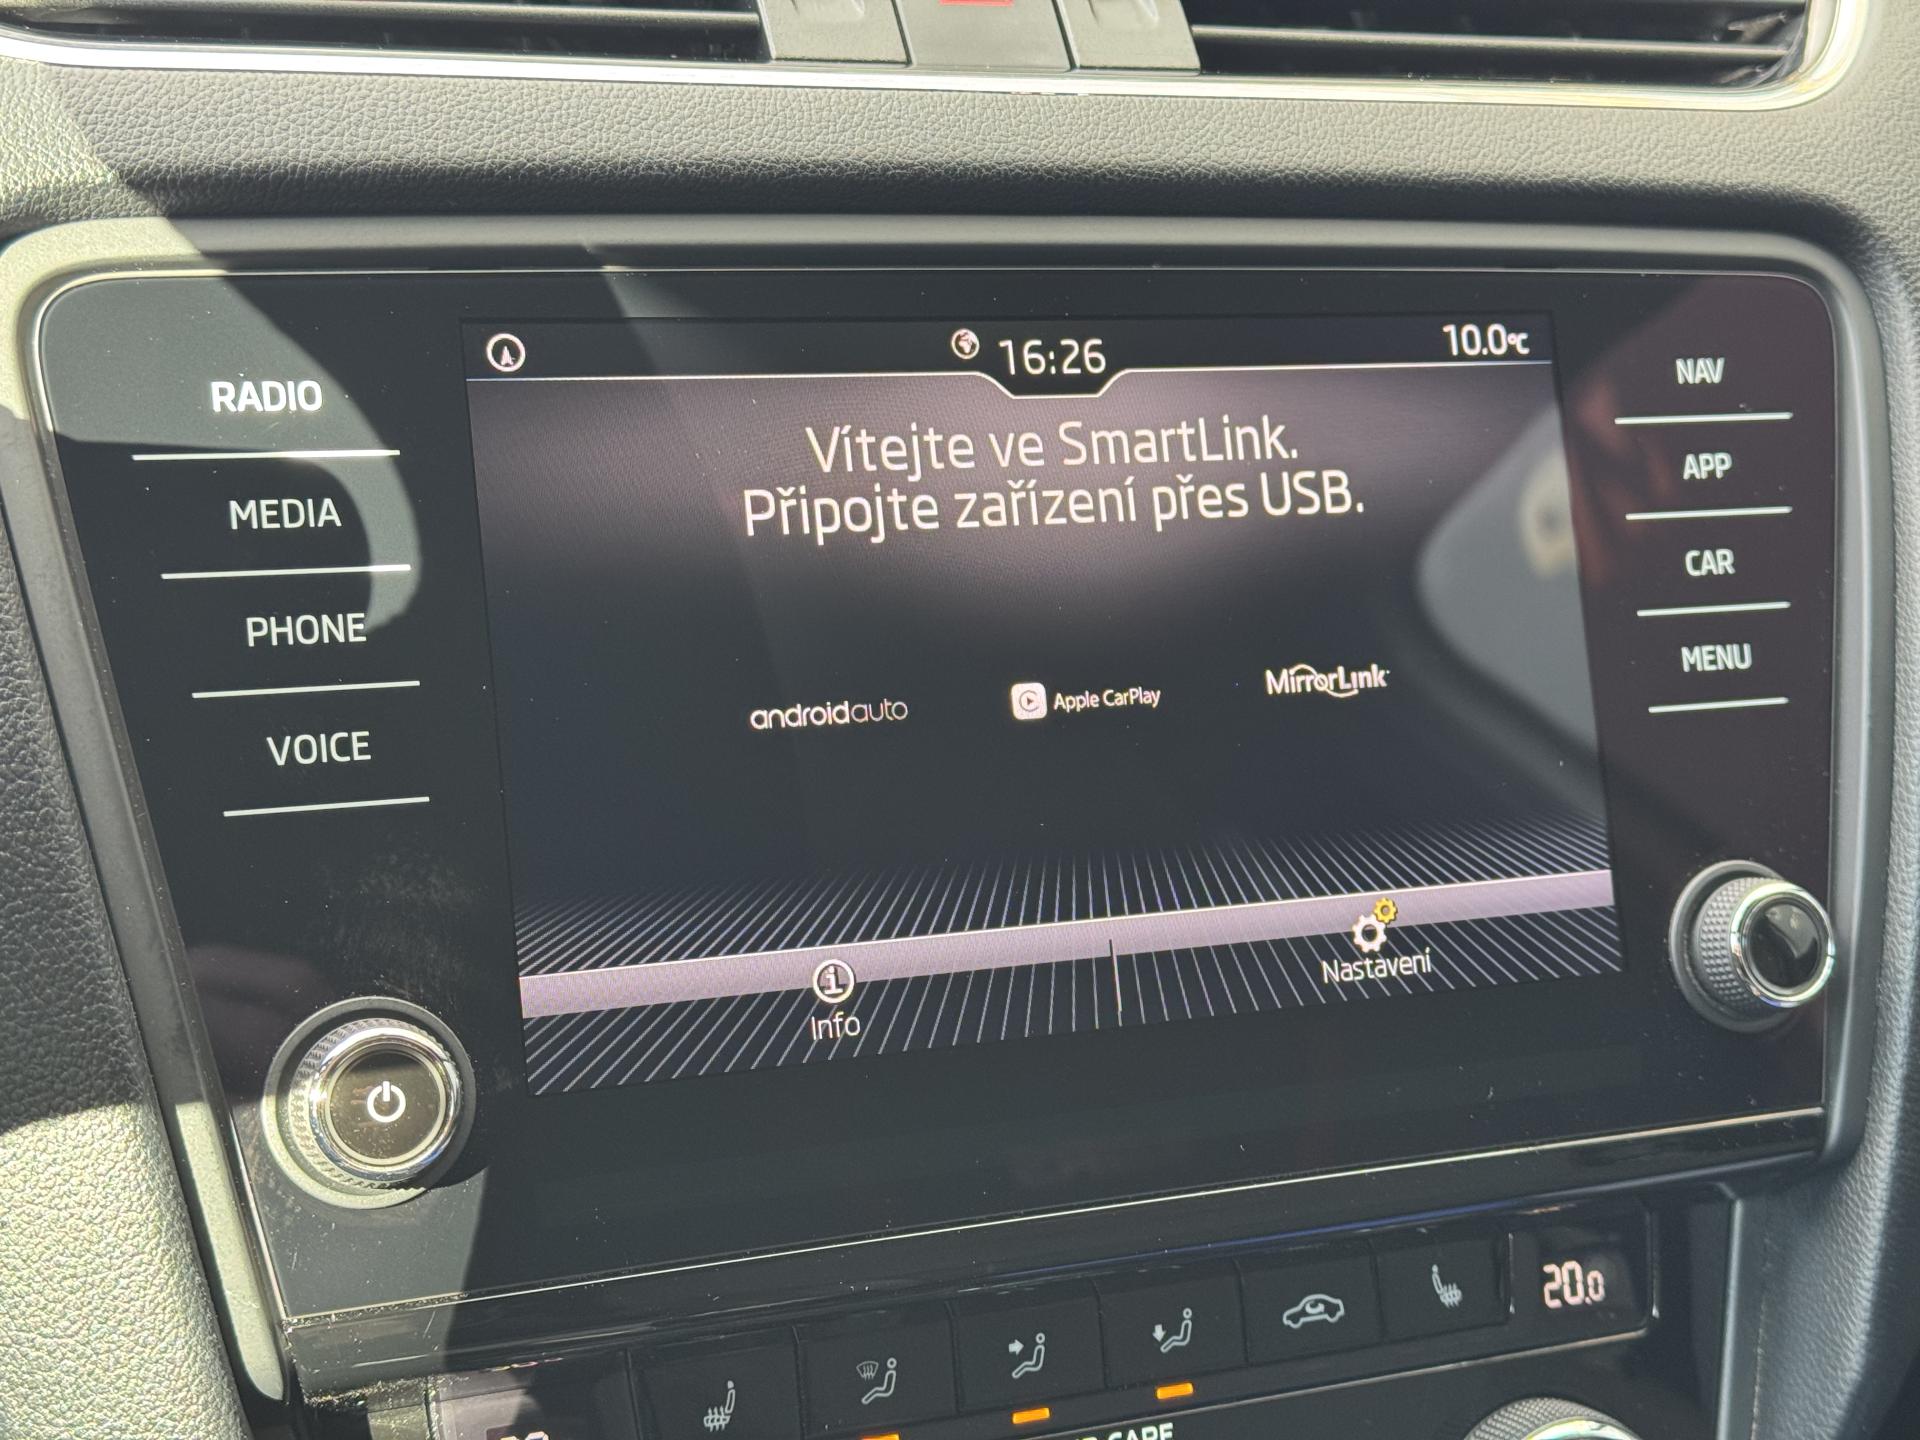 16:26
10.0°C
RADIO
MEDIA
PHONE
VOICE
Vítejte ve SmartLink.
Připojte zařízení přes USB.
androidauto
Apple CarPlay
MirrorLink
Info
Nastavení
NAV
APP
CAR
MENU
20.0
CARE